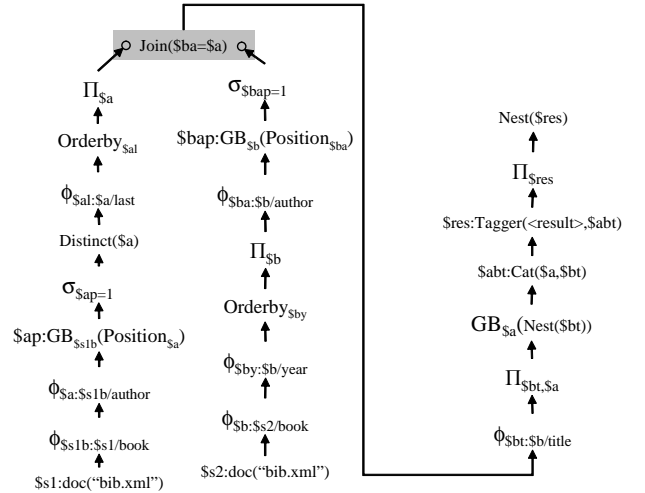 Join($ba=$a)
Π$a
Orderby$al
ϕ$al:$a/last
Distinct($a)
σ$ap=1
$ap:GB$s1b(Position$a)
ϕ$a:$s1b/author
ϕ$s1b:$s1/book
$s1:doc(“bib.xml”)
σ$bap=1
$bap:GB$b(Position$ba)
ϕ$ba:$b/author
Π$b
Orderby$by
ϕ$by:$b/year
ϕ$b:$s2/book
$s2:doc(“bib.xml”)
Nest($res)
Π$res
$res:Tagger(<result>,$abt)
$abt:Cat($a,$bt)
GB$a(Nest($bt))
Π$bt,$a
ϕ$bt:$b/title